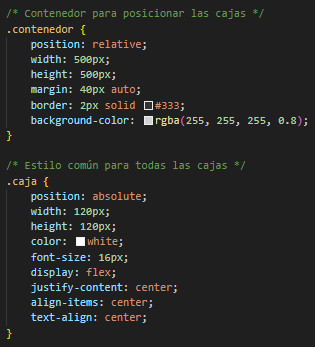 /* Contenedor para posicionar las cajas */
.contenedor {
    position: relative;
    width: 500px;
    height: 500px;
    margin: 40px auto;
    border: 2px solid #333;
    background-color: rgba(255, 255, 255, 0.8);
}

/* Estilo común para todas las cajas */
.caja {
    position: absolute;
    width: 120px;
    height: 120px;
    color: white;
    font-size: 16px;
    display: flex;
    justify-content: center;
    align-items: center;
    text-align: center;
}